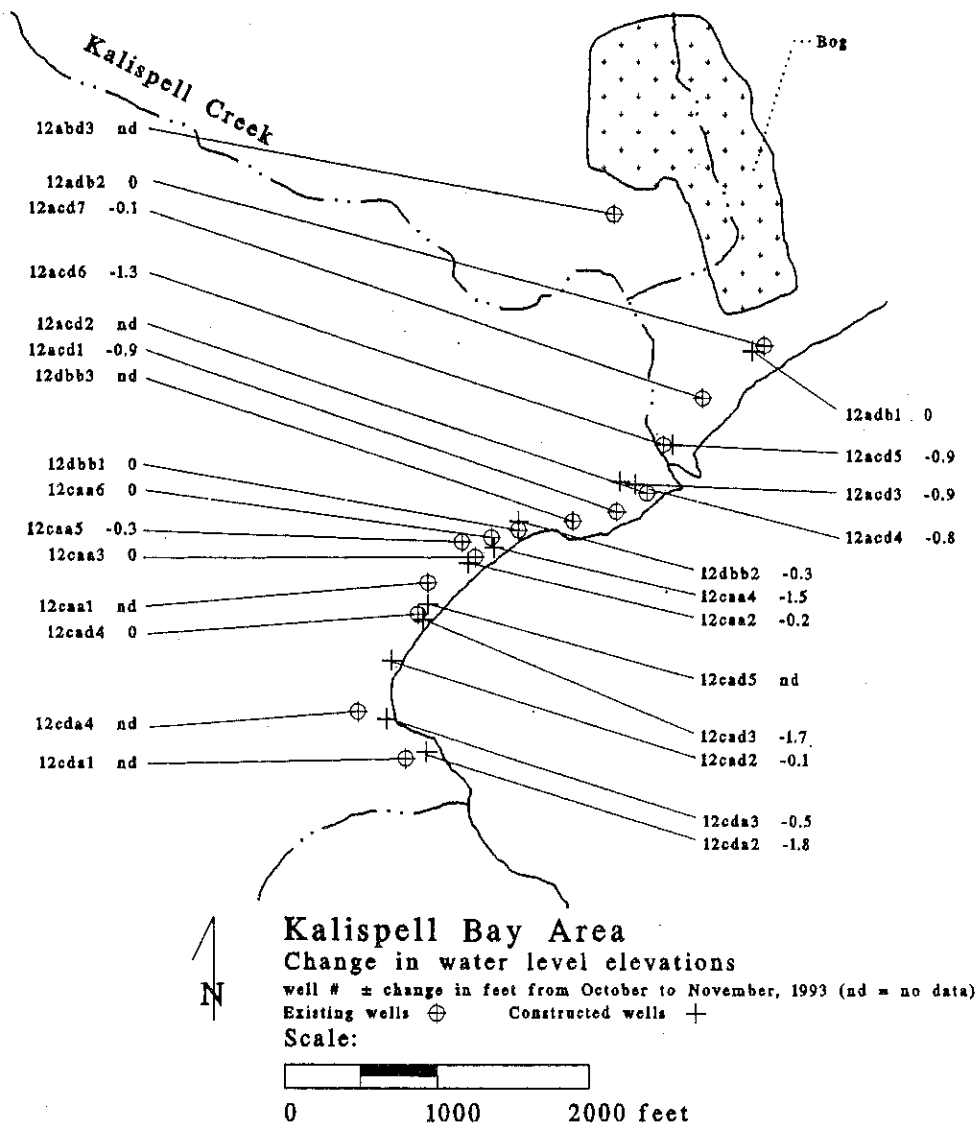 Kalispell Creek
Bog
12abd3 nd
12adb2 0
12acd7 -0.1
12acd6 -1.3
12acd2 nd
12acd1 -0.9
12dbb3 nd
12dbb1 0
12caa6 0
12caa5 -0.3
12caa3 0
12caa1 nd
12cad4 0
12cda4 nd
12cda1 nd
12adb1 0
12acd5 -0.9
12acd3 -0.9
12acd4 -0.8
12dbb2 -0.3
12caa4 -1.5
12caa2 -0.2
12cad5 nd
12cad3 -1.7
12cad2 -0.1
12cda3 -0.5
12cda2 -1.8
N
Kalispell Bay Area
Change in water level elevations
well # ± change in feet from October to November, 1993 (nd = no data)
Existing wells Constructed wells
Scale:
0 1000 2000 feet